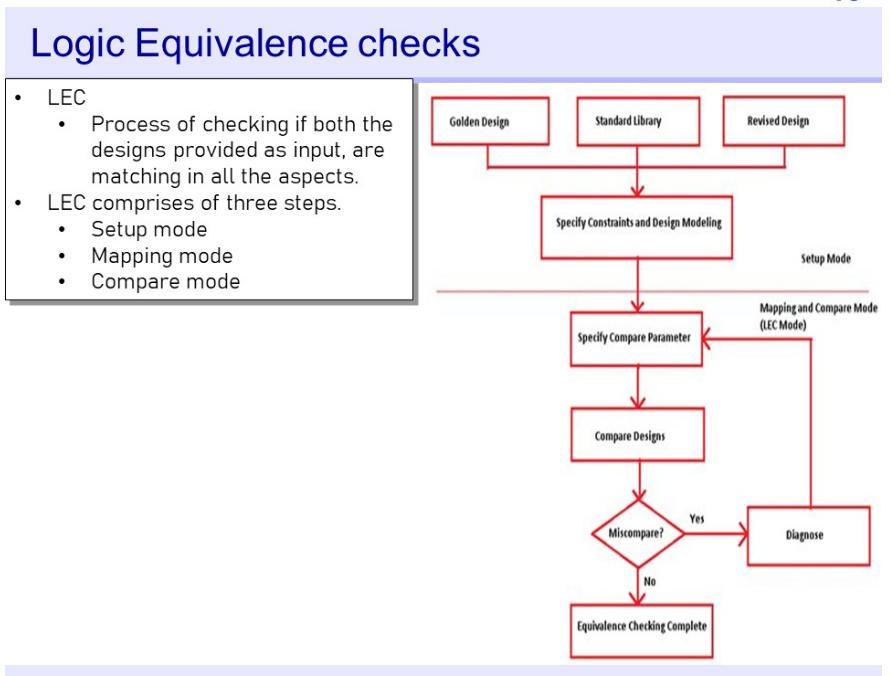 Logic Equivalence checks
• LEC
• Process of checking if both the
designs provided as input, are
matching in all the aspects.
• LEC comprises of three steps.
• Setup mode
• Mapping mode
• Compare mode
Golden Design
Standard Library
Revised Design
Specify Constraints and Design Modeling
Setup Mode
Mapping and Compare Mode
(LEC Mode)
Specify Compare Parameter
Compare Designs
Miscompare?
Yes
Diagnose
No
Equivalence Checking Complete